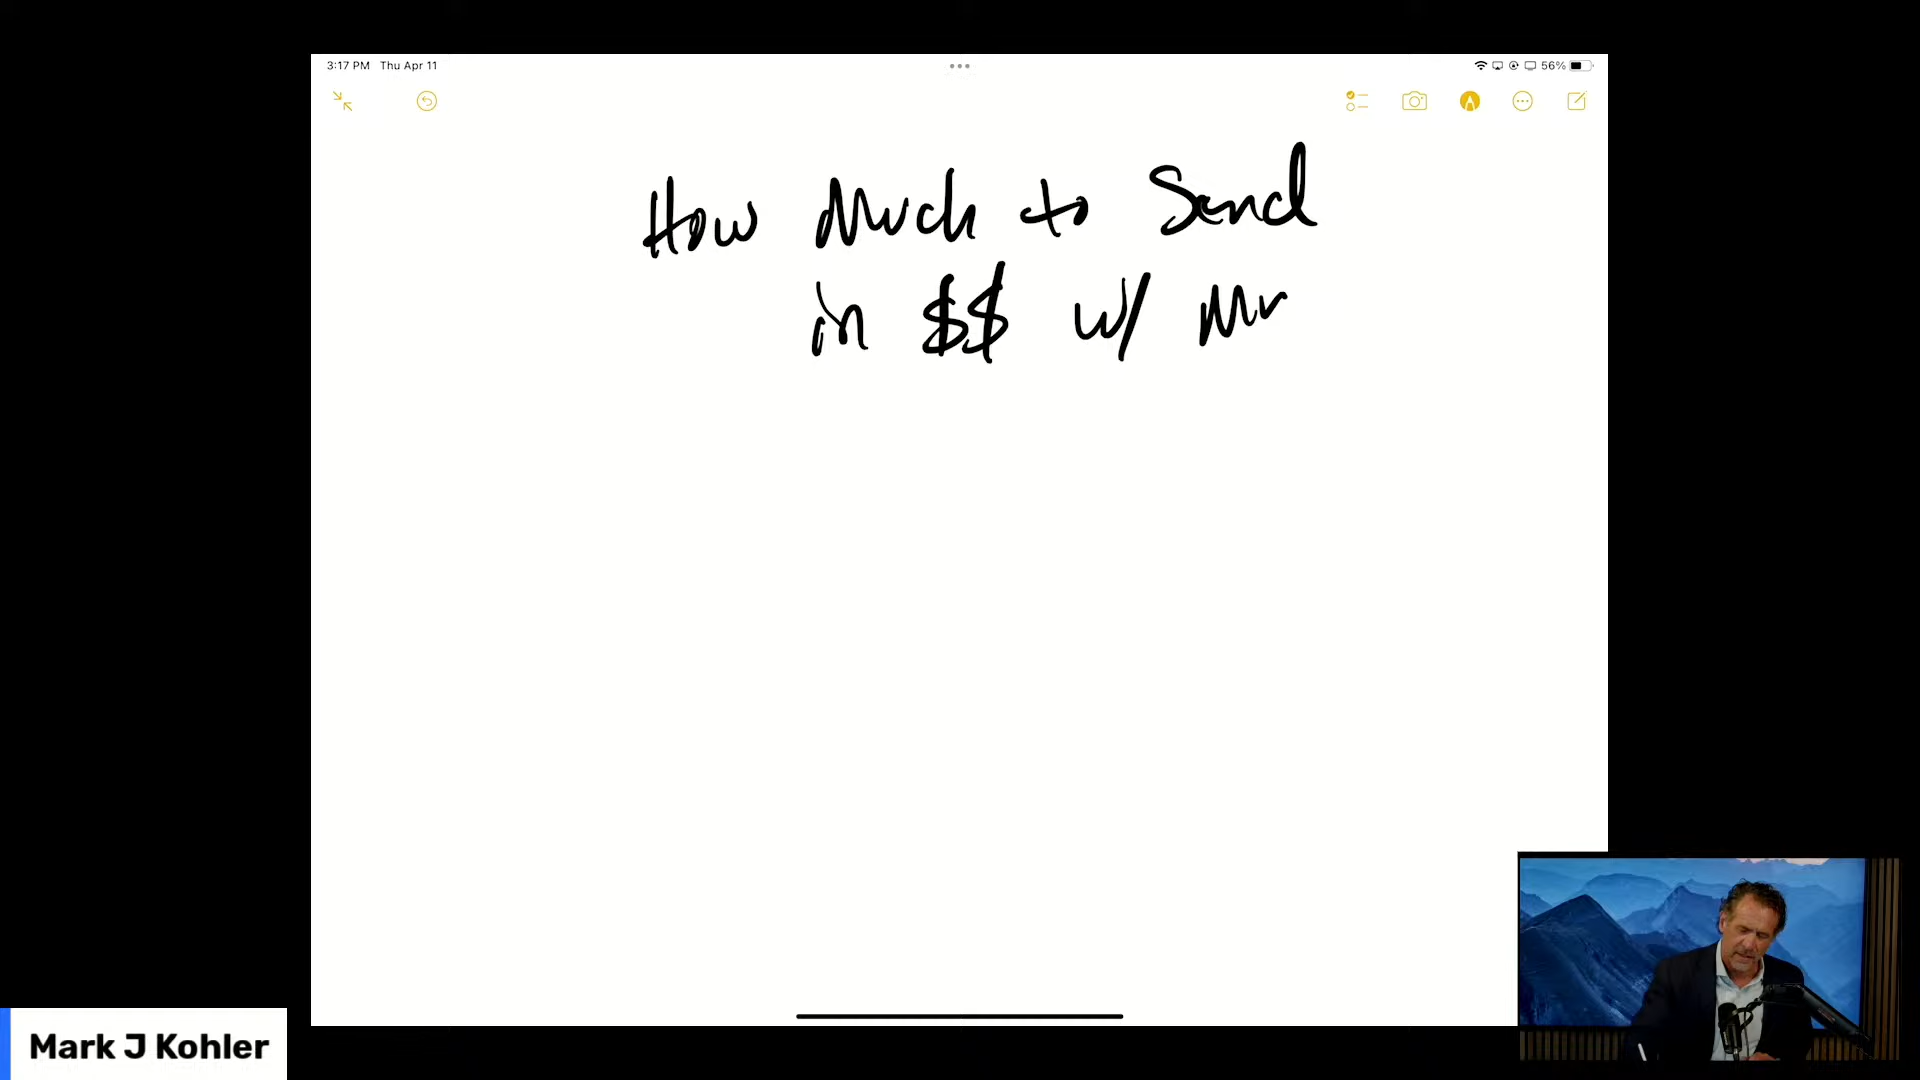 3:17 PM Thu Apr 11
56%
How Much to Send
in $$ w/ Mr
Mark J Kohler